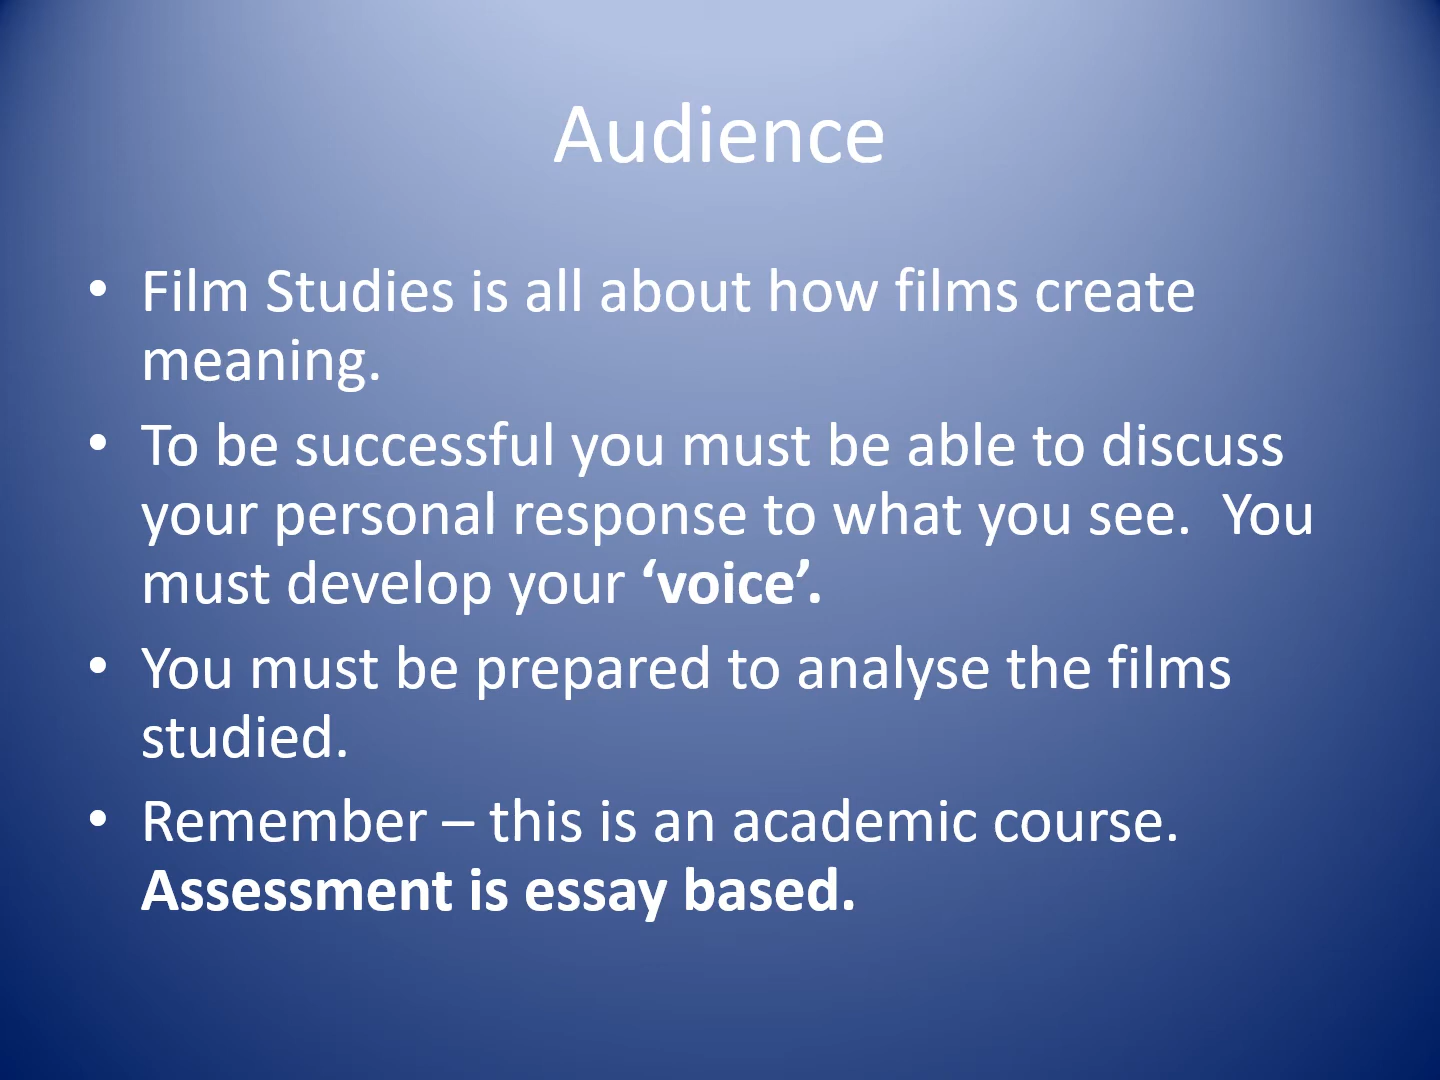 Audience
• Film Studies is all about how films create
meaning.
• To be successful you must be able to discuss
your personal response to what you see.  You
must develop your ‘voice’.
• You must be prepared to analyse the films
studied.
• Remember – this is an academic course.
Assessment is essay based.